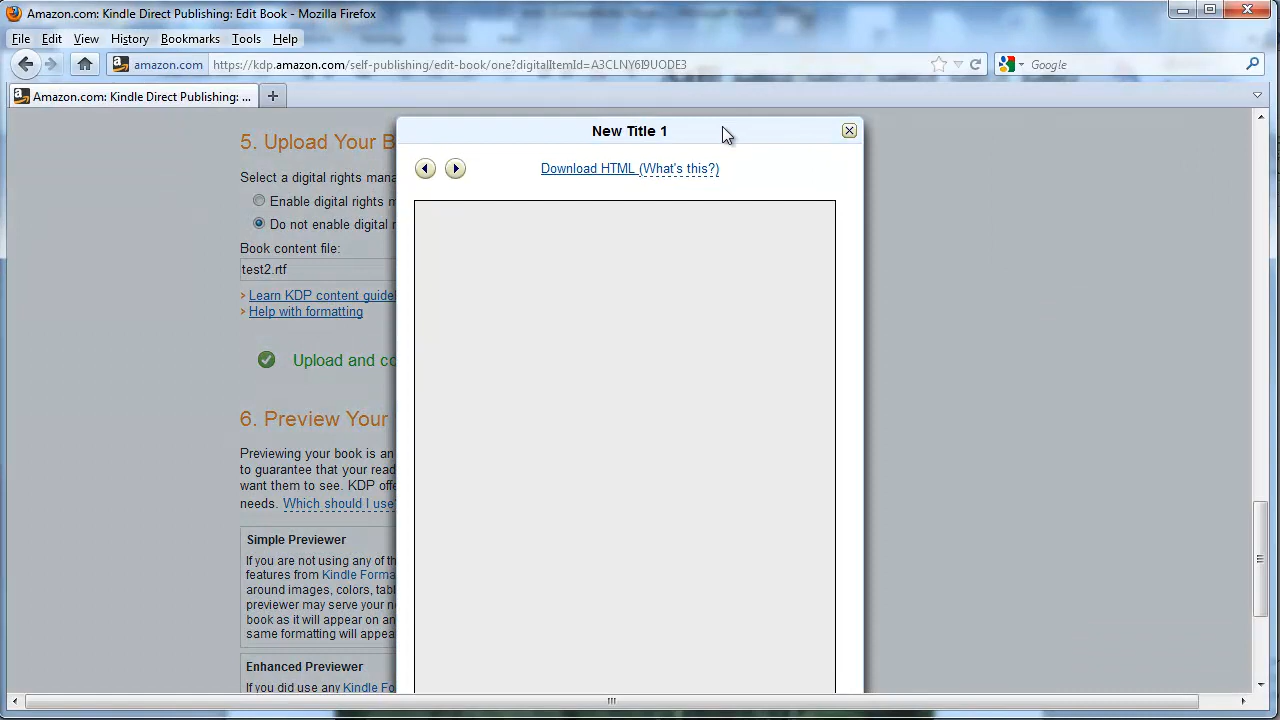 Amazon.com: Kindle Direct Publishing: Edit Book - Mozilla Firefox
File Edit View History Bookmarks Tools Help
amazon.com https://kdp.amazon.com/self-publishing/edit-book/one?digitalItemId=A3CLNY6I9UODE3
Google
Amazon.com: Kindle Direct Publishing: ...
New Title 1
Download HTML (What's this?)
5. Upload Your B
Select a digital rights mana
Enable digital rights m
Do not enable digital r
Book content file:
test2.rtf
› Learn KDP content guidel
› Help with formatting
Upload and co
6. Preview Your
Previewing your book is an
to guarantee that your read
want them to see. KDP offe
needs. Which should I use
Simple Previewer
If you are not using any of th
features from Kindle Forma
around images, colors, tabl
previewer may serve your n
book as it will appear on an
same formatting will appea
Enhanced Previewer
If you did use any Kindle Fo